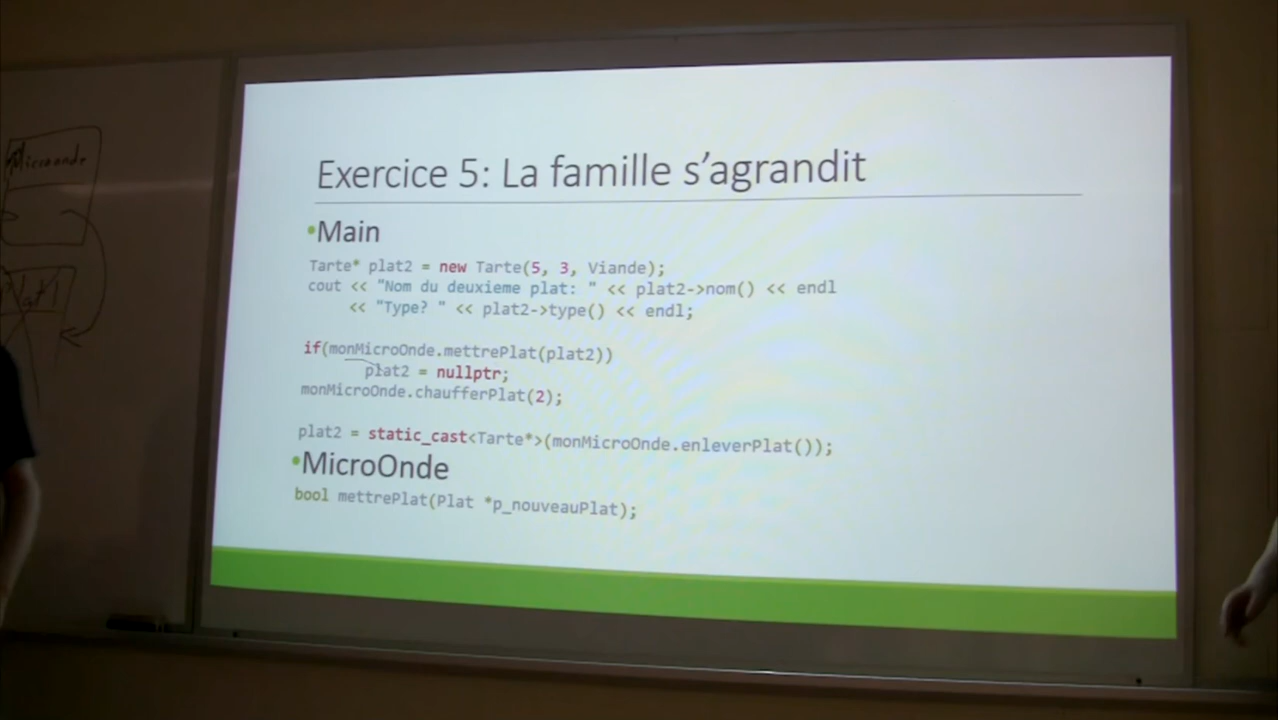 Microonde
Plat1
Exercice 5: La famille s'agrandit
•Main
Tarte* plat2 = new Tarte(5, 3, Viande);
cout << "Nom du deuxieme plat: " << plat2->nom() << endl
<< "Type? " << plat2->type() << endl;
if(monMicroOnde.mettrePlat(plat2))
plat2 = nullptr;
monMicroOnde.chaufferPlat(2);
plat2 = static_cast<Tarte*>(monMicroOnde.enleverPlat());
•MicroOnde
bool mettrePlat(Plat *p_nouveauPlat);